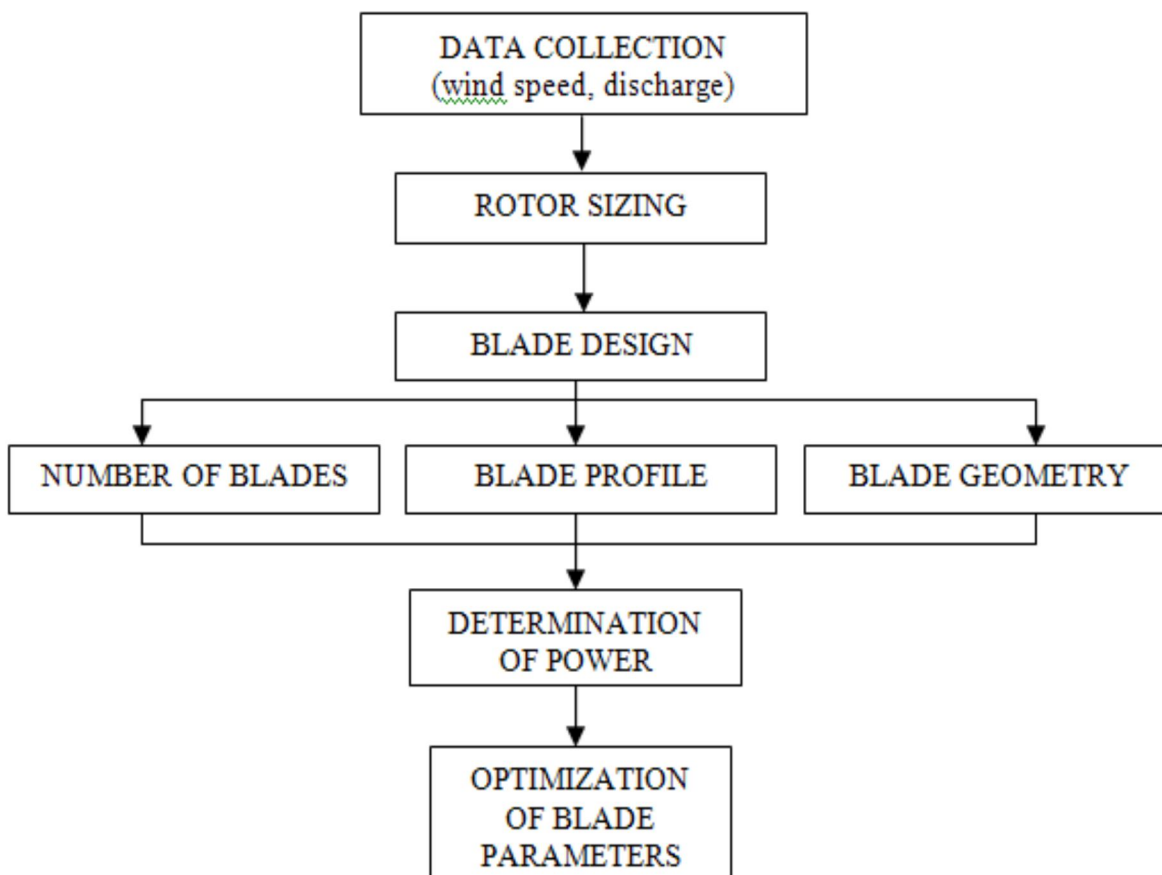 DATA COLLECTION
(wind speed, discharge)
ROTOR SIZING
BLADE DESIGN
NUMBER OF BLADES
BLADE PROFILE
BLADE GEOMETRY
DETERMINATION
OF POWER
OPTIMIZATION
OF BLADE
PARAMETERS